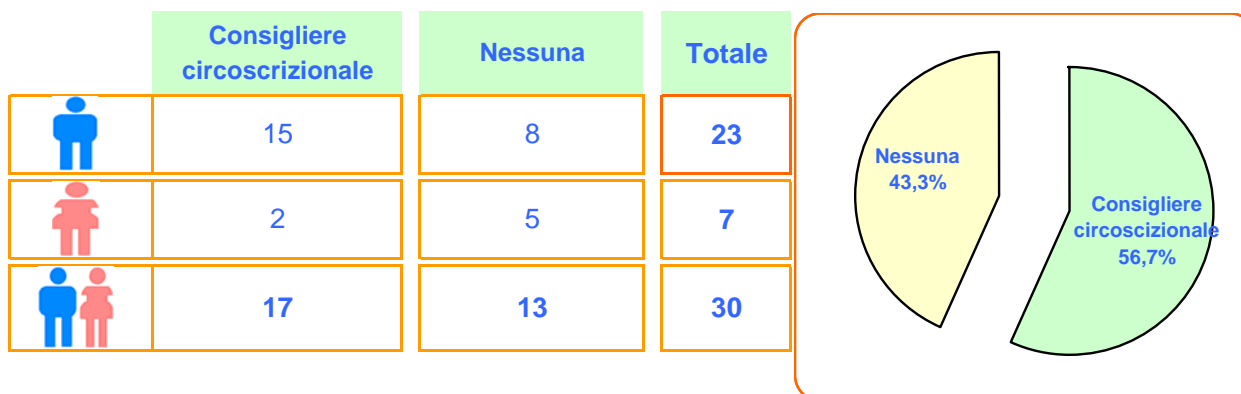 Consigliere
circoscrizionale
Nessuna
Totale
15
8
23
2
5
7
17
13
30
Nessuna
43,3%
Consigliere
circoscizionale
56,7%